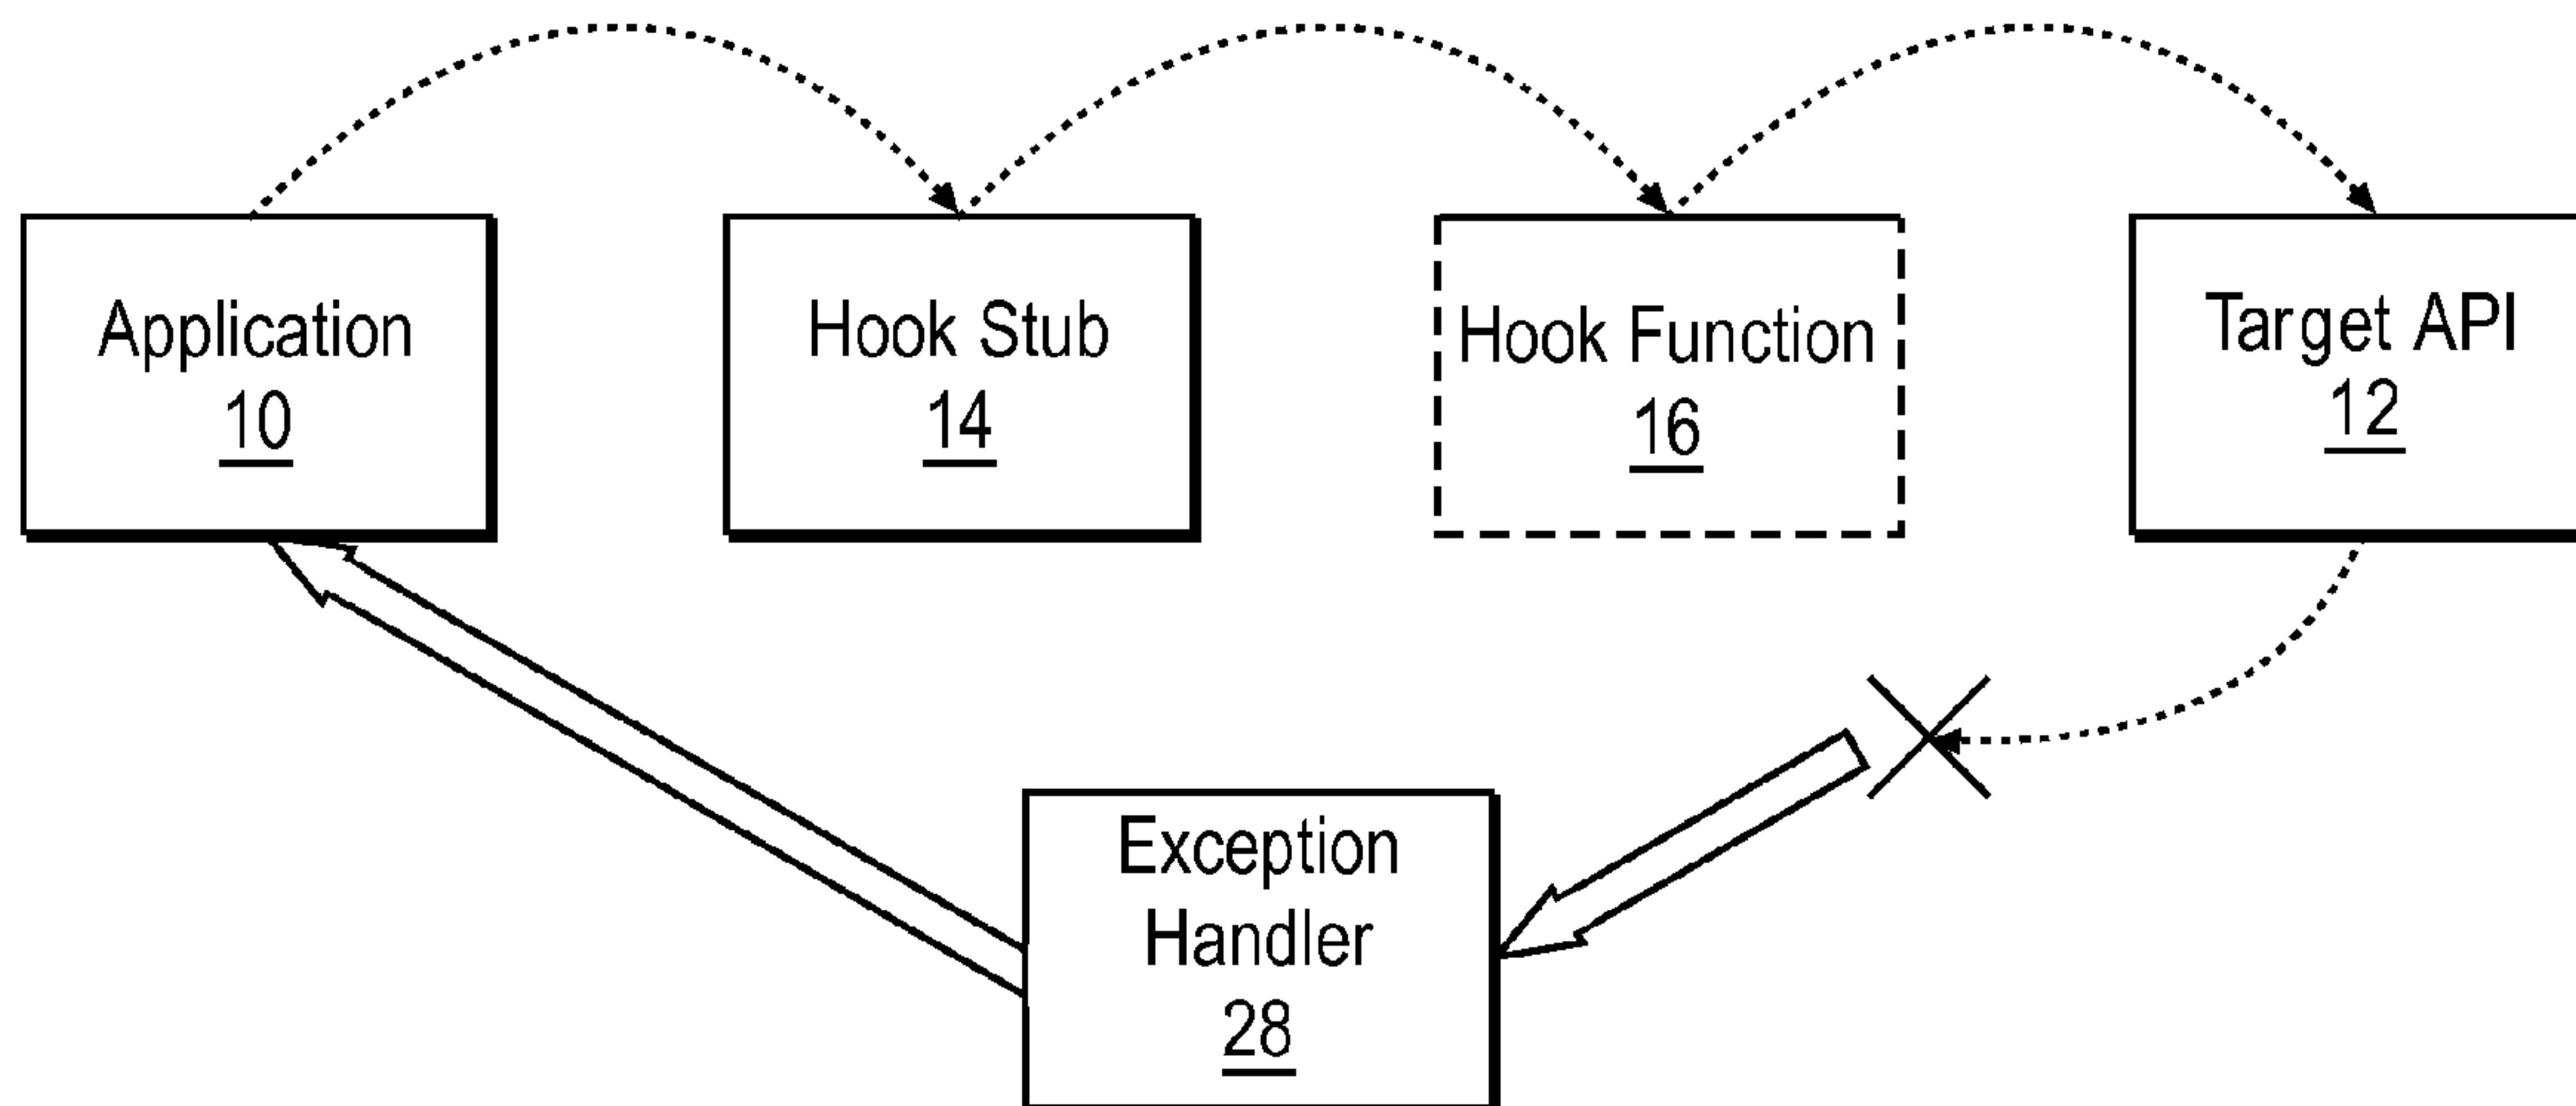 Application
10
Hook Stub
14
Hook Function
16
Target API
12
Exception
Handler
28